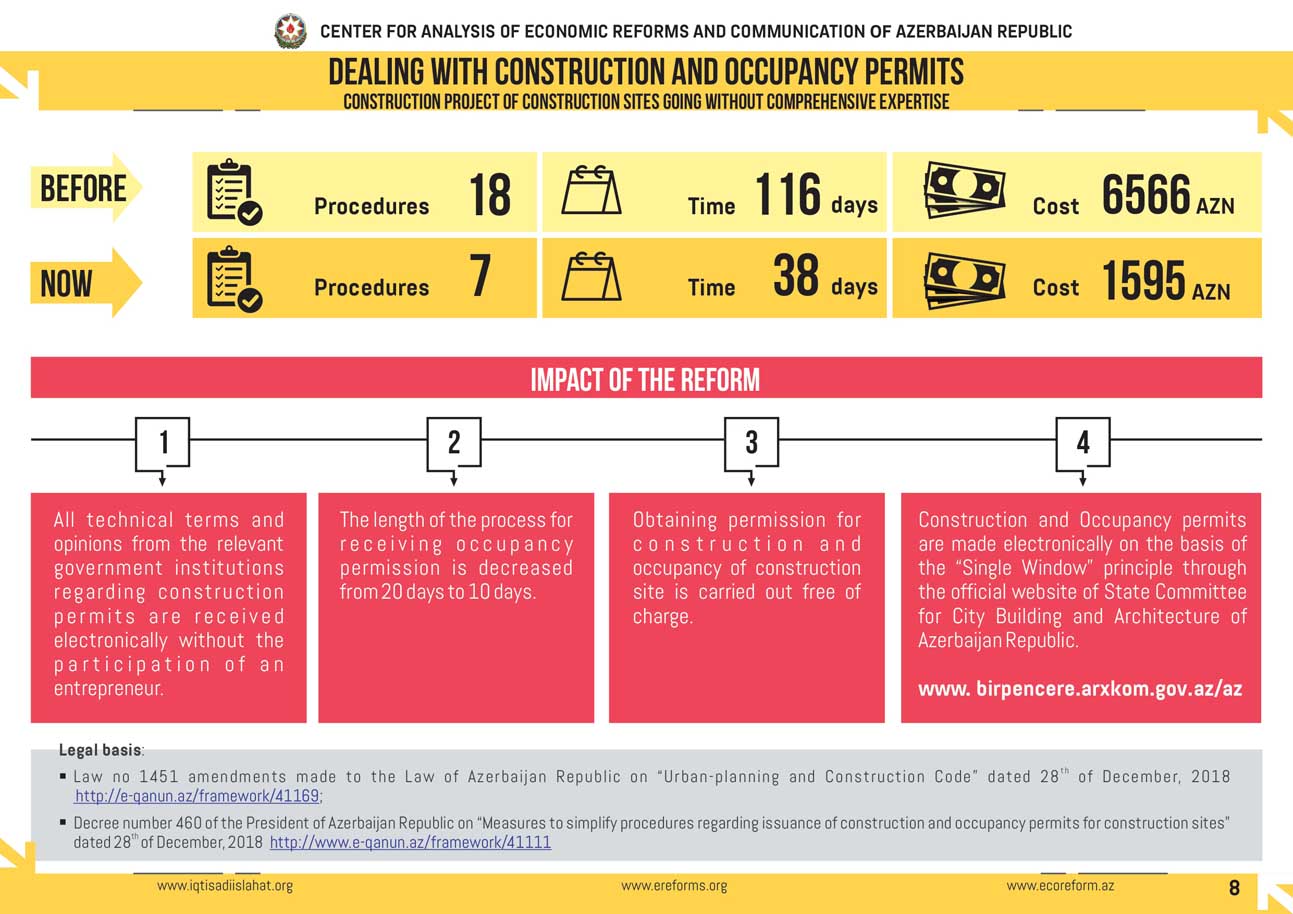 CENTER FOR ANALYSIS OF ECONOMIC REFORMS AND COMMUNICATION OF AZERBAIJAN REPUBLIC
DEALING WITH CONSTRUCTION AND OCCUPANCY PERMITS
CONSTRUCTION PROJECT OF CONSTRUCTION SITES GOING WITHOUT COMPREHENSIVE EXPERTISE
BEFORE
Procedures 18
Time 116 days
Cost 6566 AZN
NOW
Procedures 7
Time 38 days
Cost 1595 AZN
IMPACT OF THE REFORM
1
2
3
4
All technical terms and
opinions from the relevant
government institutions
regarding construction
permits are received
electronically without the
participation of an
entrepreneur.
The length of the process for
receiving occupancy
permission is decreased
from 20 days to 10 days.
Obtaining permission for
construction and
occupancy of construction
site is carried out free of
charge.
Construction and Occupancy permits
are made electronically on the basis of
the “Single Window” principle through
the official website of State Committee
for City Building and Architecture of
Azerbaijan Republic.
www. birpencere.arxkom.gov.az/az
Legal basis:
▪ Law no 1451 amendments made to the Law of Azerbaijan Republic on “Urban-planning and Construction Code” dated 28th of December, 2018
http://e-qanun.az/framework/41169;
▪ Decree number 460 of the President of Azerbaijan Republic on “Measures to simplify procedures regarding issuance of construction and occupancy permits for construction sites”
dated 28th of December, 2018 http://www.e-qanun.az/framework/41111
www.iqtisadiislahat.org
www.ereforms.org
www.ecoreform.az
8